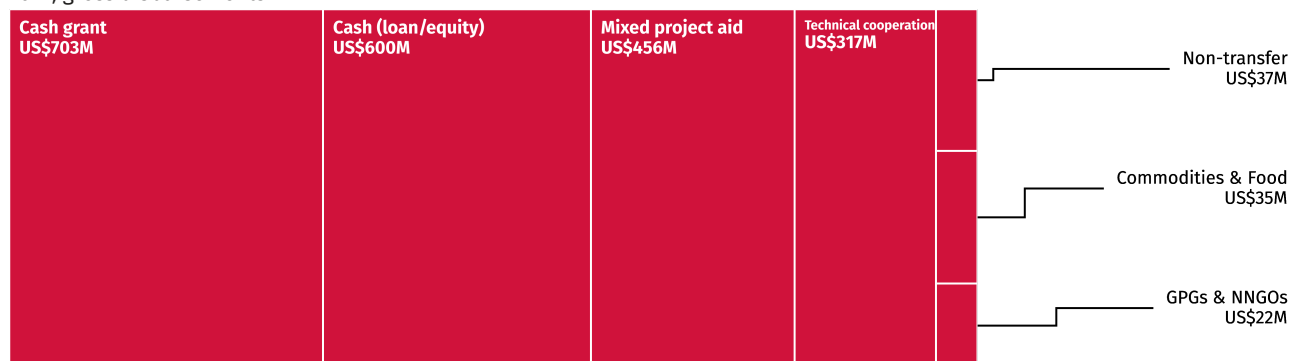 Cash grant
US$703M
Cash (loan/equity)
US$600M
Mixed project aid
US$456M
Technical cooperation
US$317M
Non-transfer
US$37M
Commodities & Food
US$35M
GPGs & NNGOs
US$22M